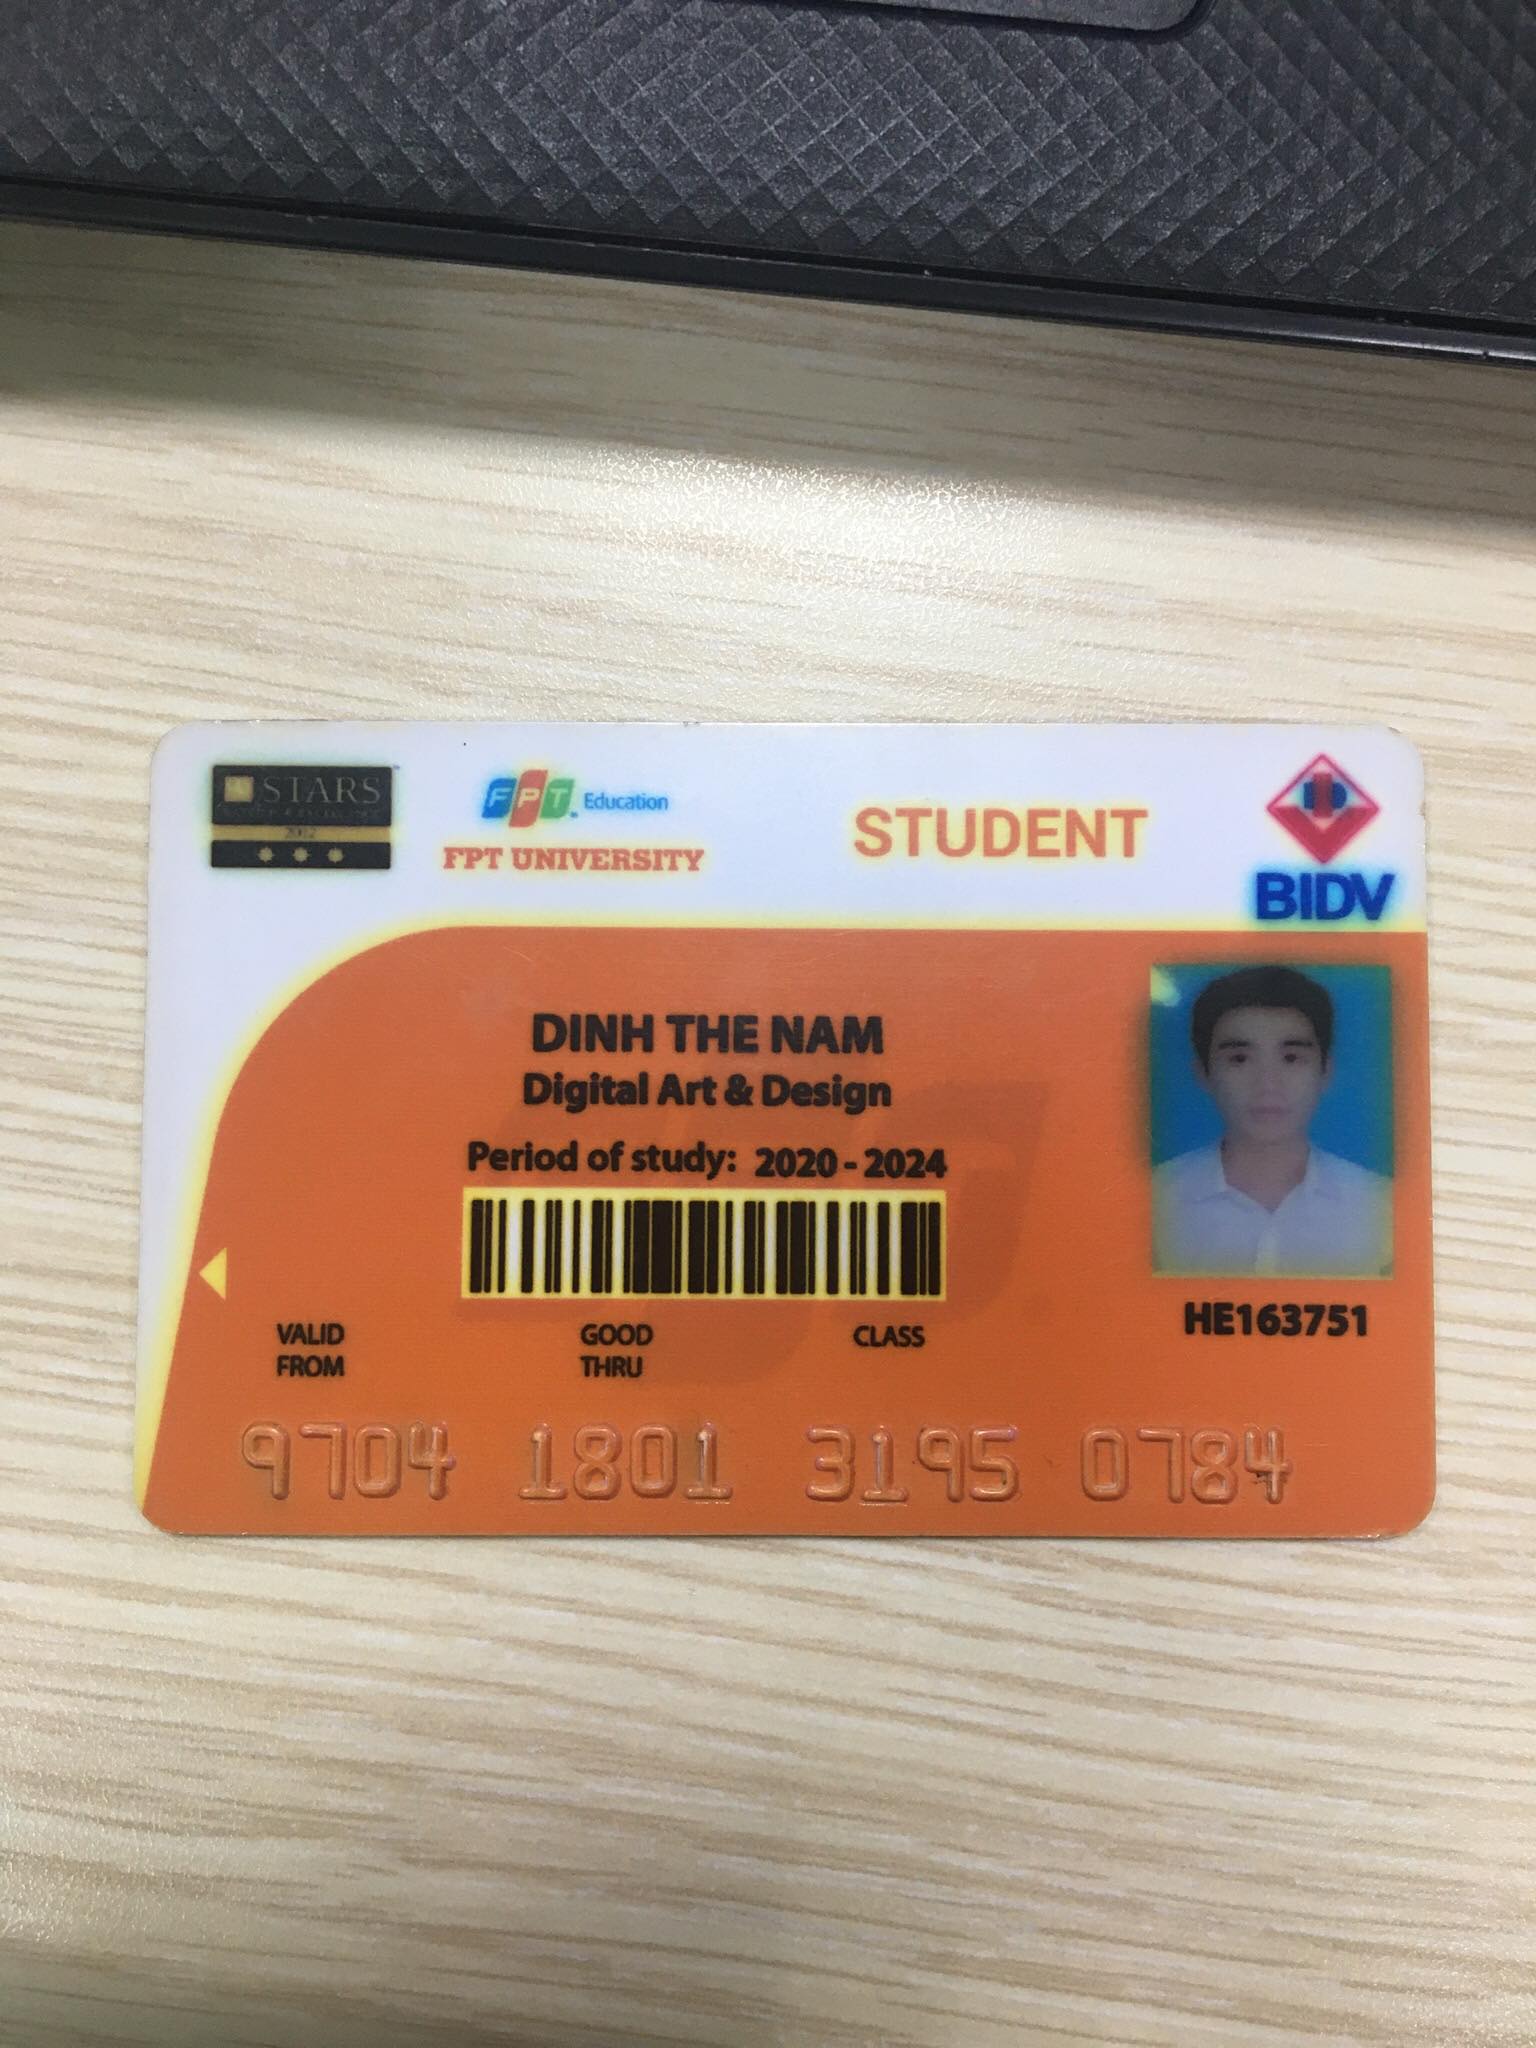 STARS
2012
FPT Education
FPT UNIVERSITY
STUDENT
BIDV
DINH THE NAM
Digital Art & Design
Period of study: 2020 - 2024
HE163751
VALID
FROM
GOOD
THRU
CLASS
9704 1801 3195 0784